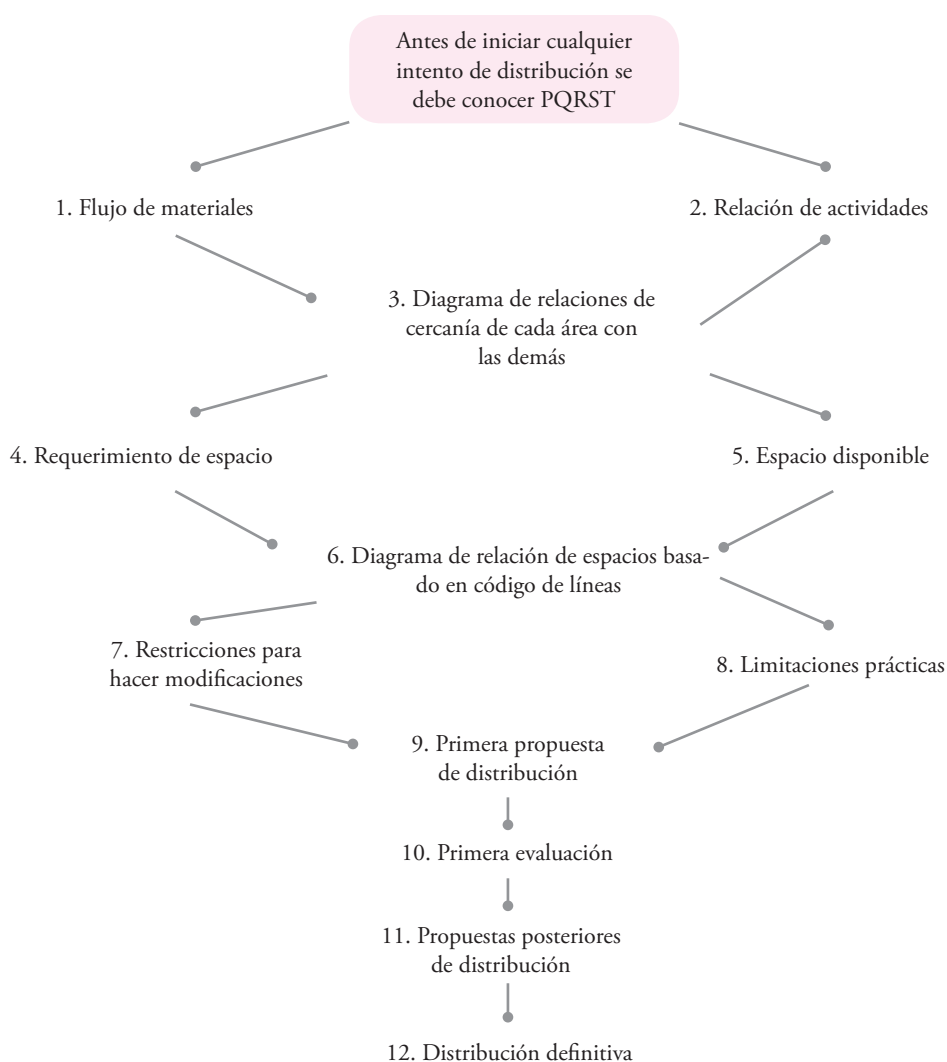 Antes de iniciar cualquier
intento de distribución se
debe conocer PQRST
1. Flujo de materiales
2. Relación de actividades
3. Diagrama de relaciones de
cercanía de cada área con
las demás
4. Requerimiento de espacio
5. Espacio disponible
6. Diagrama de relación de espacios basa-
do en código de líneas
7. Restricciones para
hacer modificaciones
8. Limitaciones prácticas
9. Primera propuesta
de distribución
10. Primera evaluación
11. Propuestas posteriores
de distribución
12. Distribución definitiva